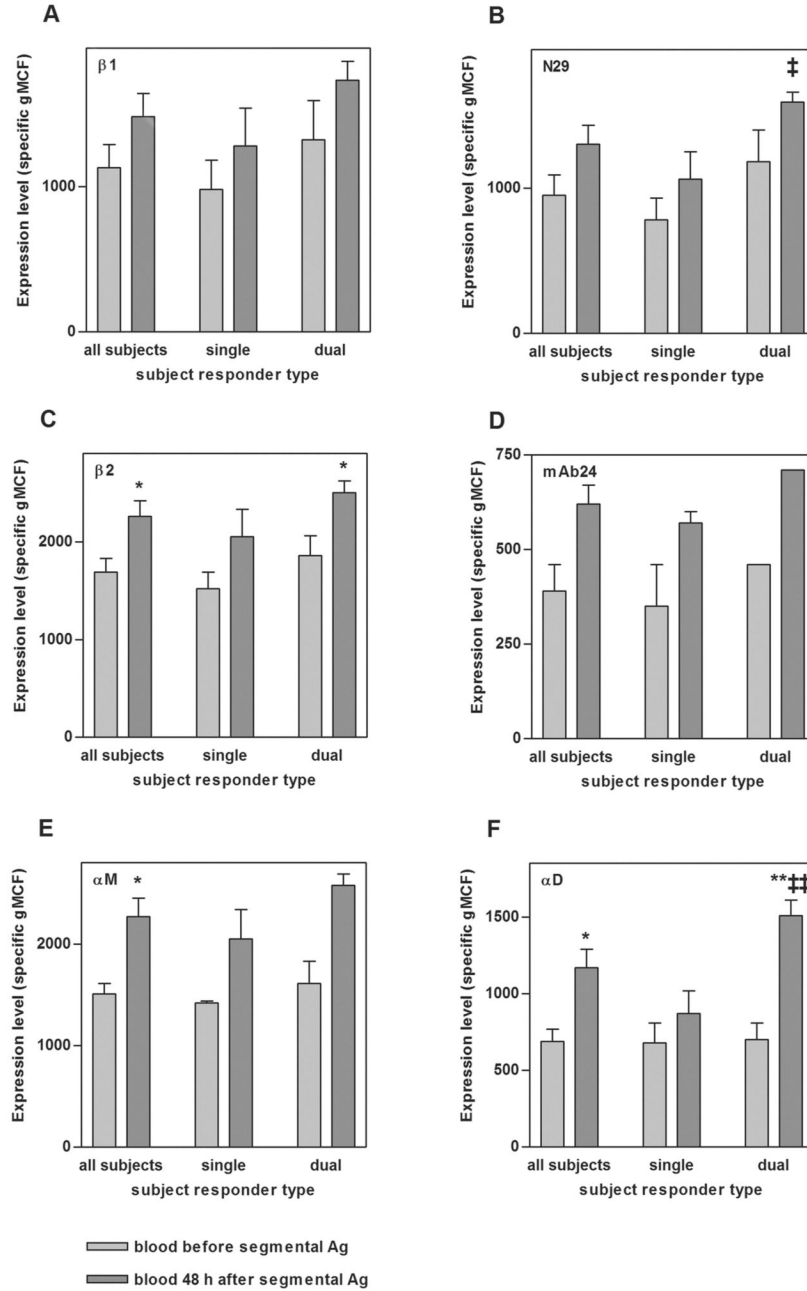 A
β1
Expression level (specific gMCF)
1000
0
all subjects single dual
subject responder type
B
N29
‡
Expression level (specific gMCF)
1000
0
all subjects single dual
subject responder type
C
β2
* *
Expression level (specific gMCF)
2000
1000
0
all subjects single dual
subject responder type
D
mAb24
Expression level (specific gMCF)
750
500
250
0
all subjects single dual
subject responder type
E
αM
*
Expression level (specific gMCF)
2000
1000
0
all subjects single dual
subject responder type
F
αD
* **‡‡
Expression level (specific gMCF)
1500
1000
500
0
all subjects single dual
subject responder type
blood before segmental Ag
blood 48 h after segmental Ag